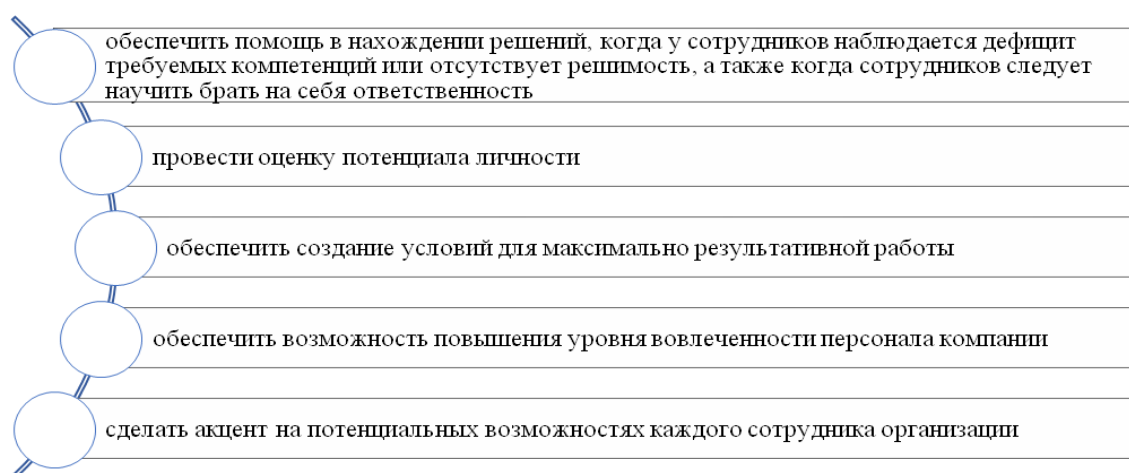 обеспечить помощь в нахождении решений, когда у сотрудников наблюдается дефицит
требуемых компетенций или отсутствует решимость, а также когда сотрудников следует
научить брать на себя ответственность
провести оценку потенциала личности
обеспечить создание условий для максимально результативной работы
обеспечить возможность повышения уровня вовлеченности персонала компании
сделать акцент на потенциальных возможностях каждого сотрудника организации